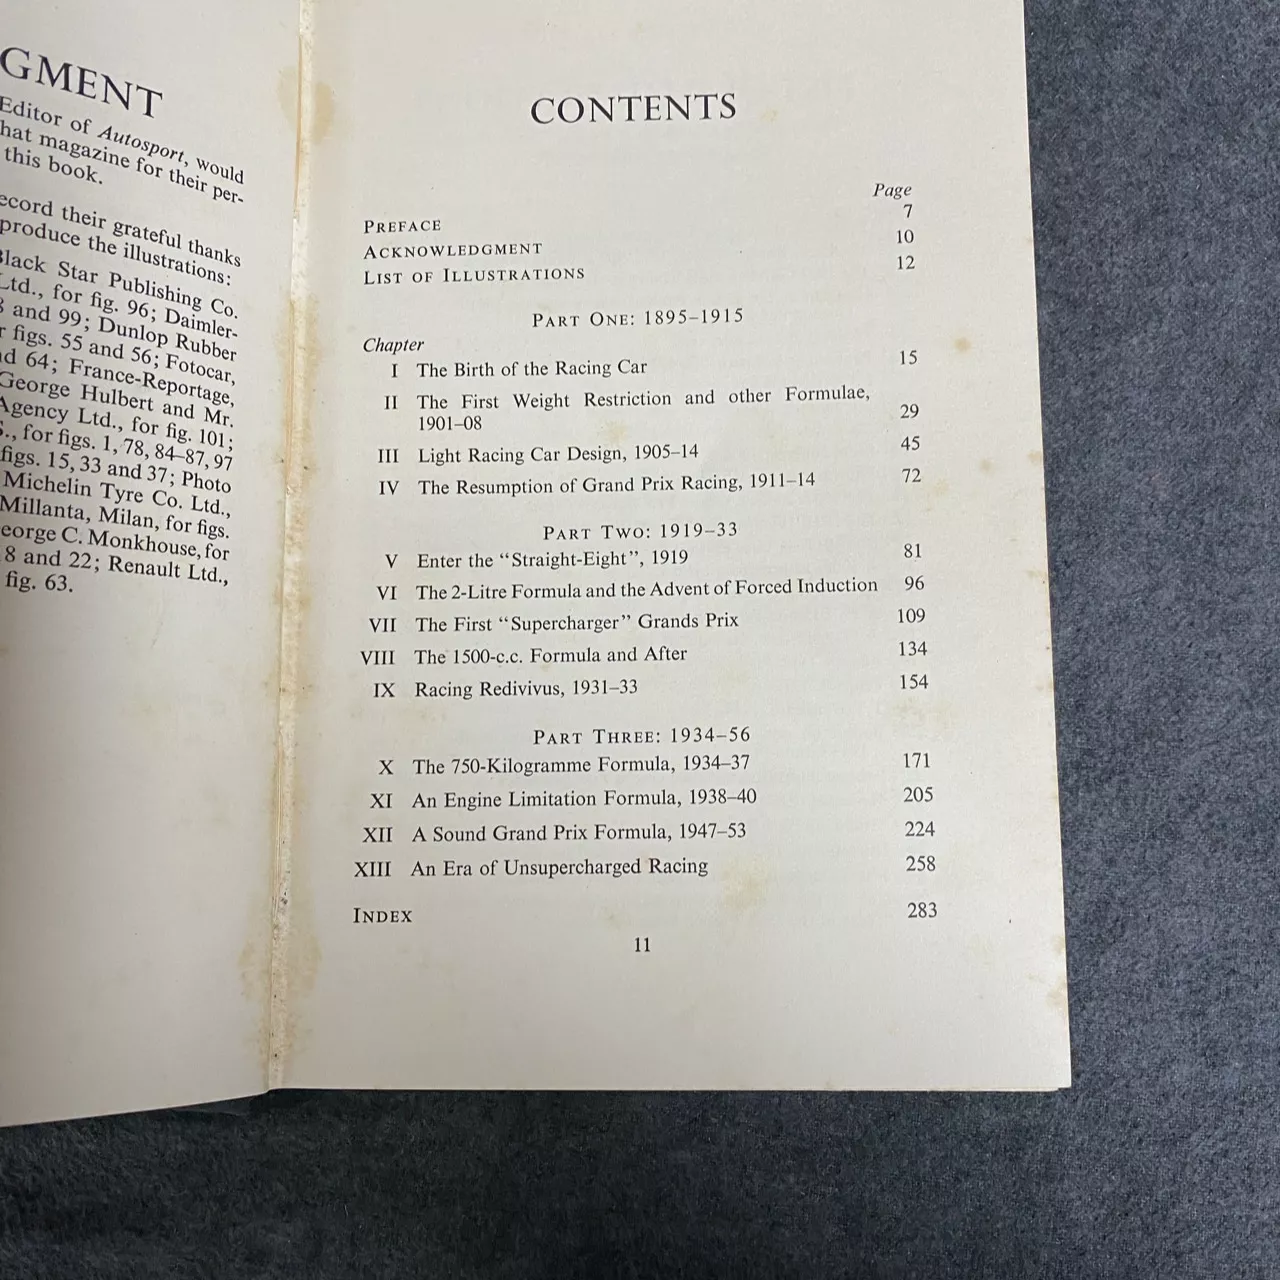 GMENT
Editor of Autosport, would
hat magazine for their per-
this book.
ecord their grateful thanks
produce the illustrations:
Black Star Publishing Co.
Ltd., for fig. 96; Daimler-
8 and 99; Dunlop Rubber
r figs. 55 and 56; Fotocar,
nd 64; France-Reportage,
George Hulbert and Mr.
Agency Ltd., for fig. 101;
S., for figs. 1, 78, 84–87, 97
figs. 15, 33 and 37; Photo
Michelin Tyre Co. Ltd.,
Millanta, Milan, for figs.
eorge C. Monkhouse, for
8 and 22; Renault Ltd.,
fig. 63.
CONTENTS
Page
PREFACE 7
ACKNOWLEDGMENT 10
LIST OF ILLUSTRATIONS 12
PART ONE: 1895–1915
Chapter
I The Birth of the Racing Car 15
II The First Weight Restriction and other Formulae,
1901–08 29
III Light Racing Car Design, 1905–14 45
IV The Resumption of Grand Prix Racing, 1911–14 72
PART TWO: 1919–33
V Enter the “Straight-Eight”, 1919 81
VI The 2-Litre Formula and the Advent of Forced Induction 96
VII The First “Supercharger” Grands Prix 109
VIII The 1500-c.c. Formula and After 134
IX Racing Redivivus, 1931–33 154
PART THREE: 1934–56
X The 750-Kilogramme Formula, 1934–37 171
XI An Engine Limitation Formula, 1938–40 205
XII A Sound Grand Prix Formula, 1947–53 224
XIII An Era of Unsupercharged Racing 258
INDEX 283
11